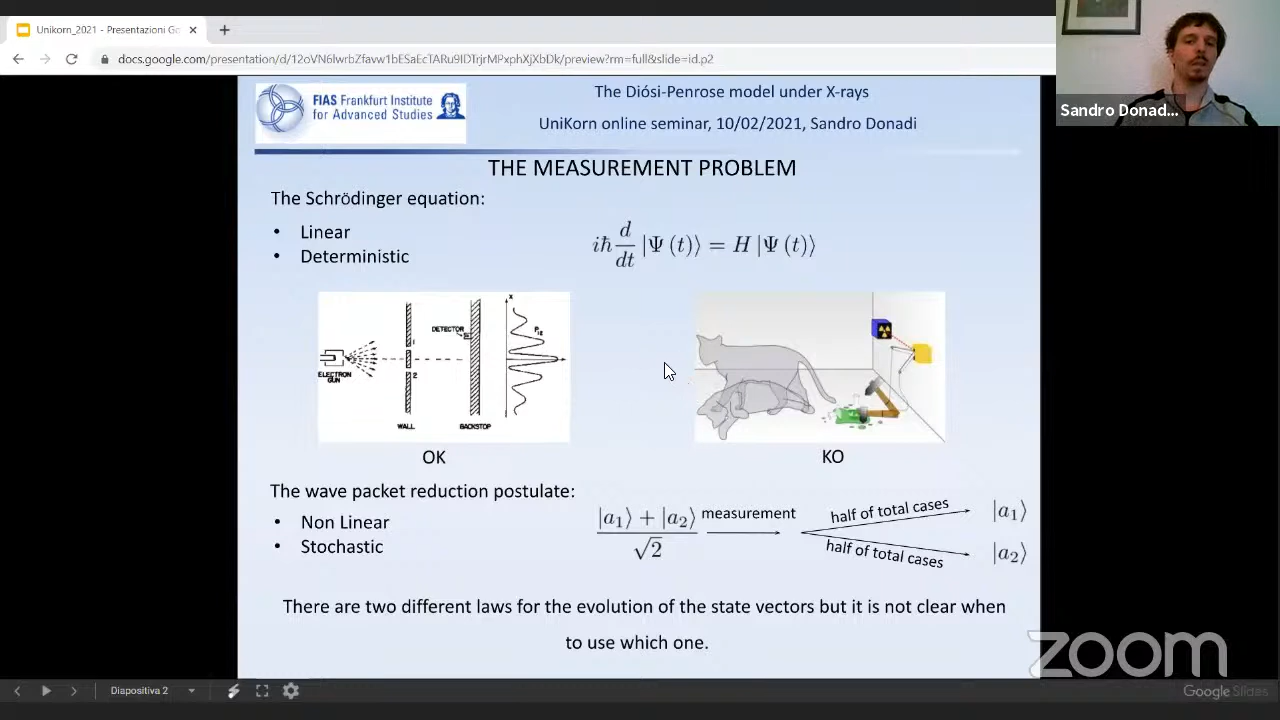 Unikorn_2021 - Presentazioni Go
docs.google.com/presentation/d/12oVN6lwrbZfavw1bESaEcTARu9IDTrjrMPxphXjXbDk/preview?rm=full&slide=id.p2
Sandro Donad...
FIAS Frankfurt Institute
for Advanced Studies
The Diósi-Penrose model under X-rays
UniKorn online seminar, 10/02/2021, Sandro Donadi
THE MEASUREMENT PROBLEM
The Schrödinger equation:
• Linear
• Deterministic
iħ d/dt |Ψ (t)⟩ = H |Ψ (t)⟩
ELECTRON GUN
1
2
WALL
DETECTOR
BACKSTOP
X
P12
OK
KO
The wave packet reduction postulate:
• Non Linear
• Stochastic
|a₁⟩ + |a₂⟩ / √2
measurement
half of total cases
|a₁⟩
half of total cases
|a₂⟩
There are two different laws for the evolution of the state vectors but it is not clear when
to use which one.
zoom
Diapositiva 2
Google Slides